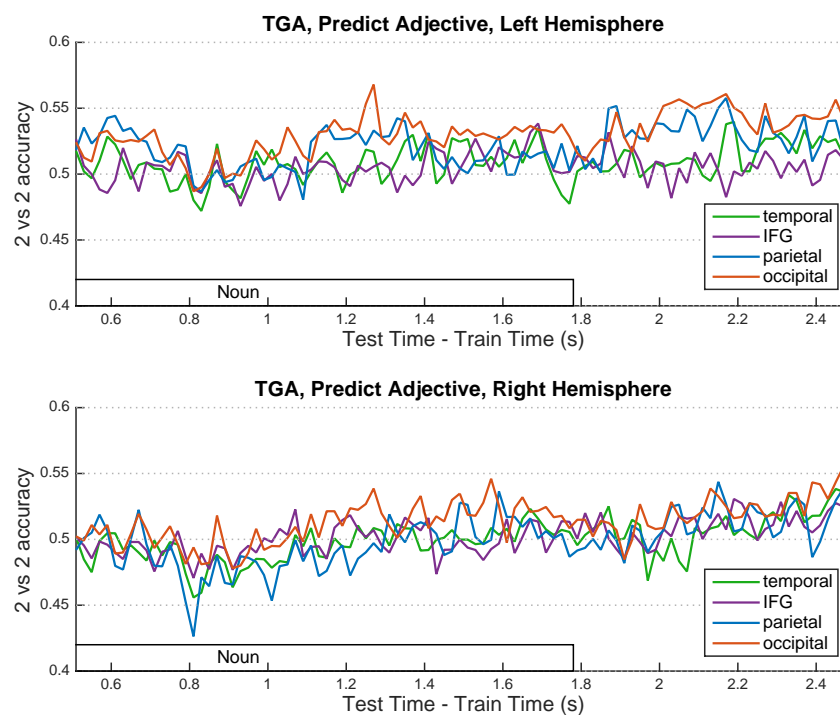 TGA, Predict Adjective, Left Hemisphere
0.6
0.55
0.5
0.45
0.4
2 vs 2 accuracy
temporal
IFG
parietal
occipital
Noun
0.6 0.8 1 1.2 1.4 1.6 1.8 2 2.2 2.4
Test Time - Train Time (s)
TGA, Predict Adjective, Right Hemisphere
0.6
0.55
0.5
0.45
0.4
2 vs 2 accuracy
temporal
IFG
parietal
occipital
Noun
0.6 0.8 1 1.2 1.4 1.6 1.8 2 2.2 2.4
Test Time - Train Time (s)